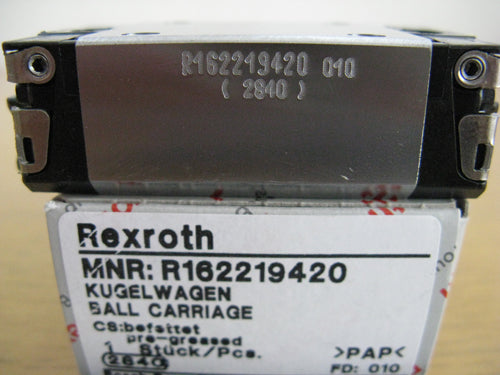 R162219420 010
( 2840 )
Rexroth
MNR: R162219420
KUGELWAGEN
BALL CARRIAGE
CS:befettet
pre-greased
1 Stück/Pcs. >PAP<
2840 FD: 010